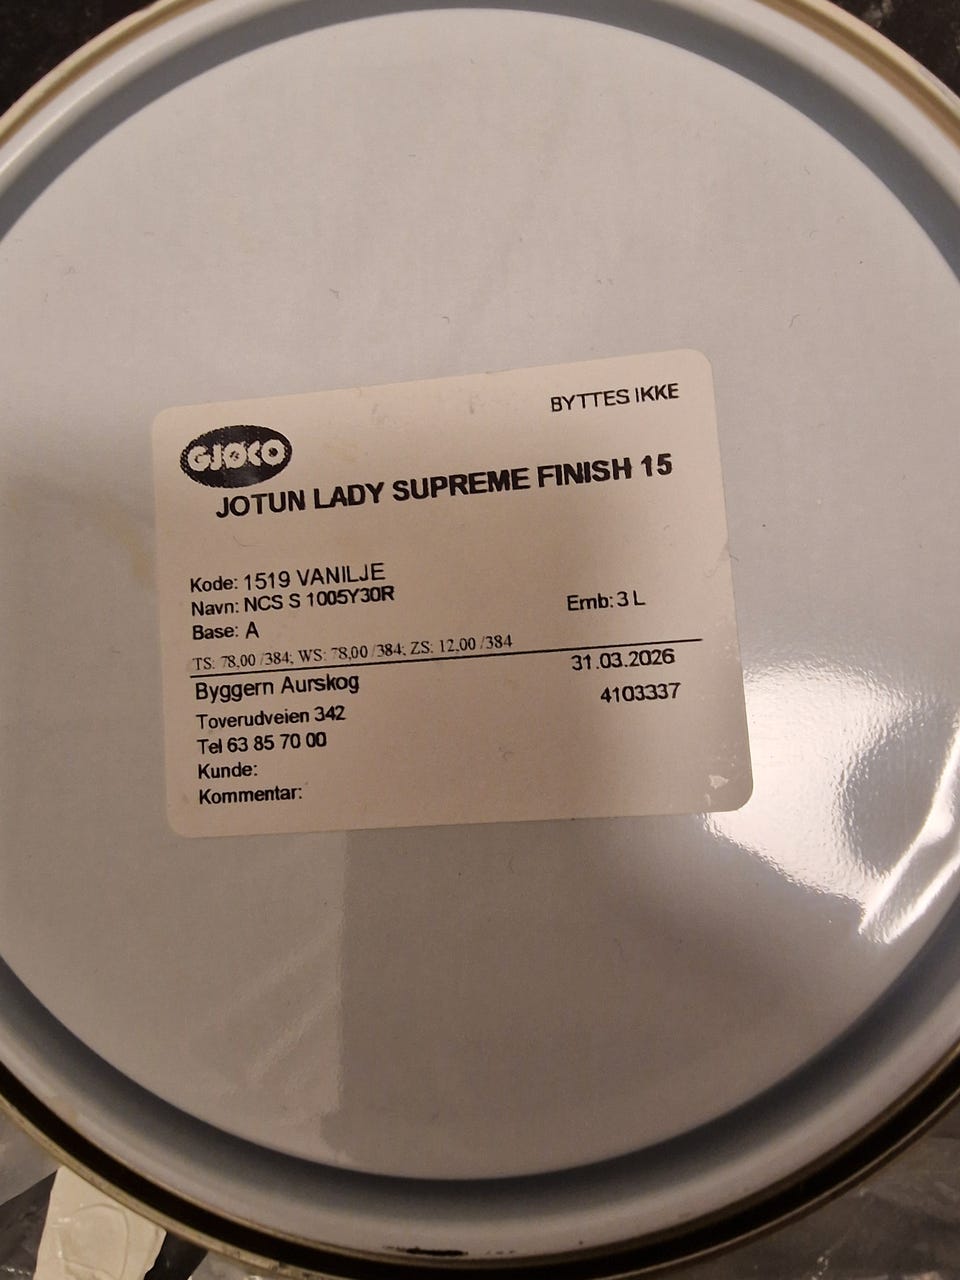 BYTTES IKKE
GJØCO
JOTUN LADY SUPREME FINISH 15
Kode: 1519 VANILJE
Navn: NCS S 1005Y30R
Emb: 3 L
Base: A
TS: 78,00 /384; WS: 78,00 /384; ZS: 12,00 /384
Byggern Aurskog
31.03.2026
Toverudveien 342
4103337
Tel 63 85 70 00
Kunde:
Kommentar: